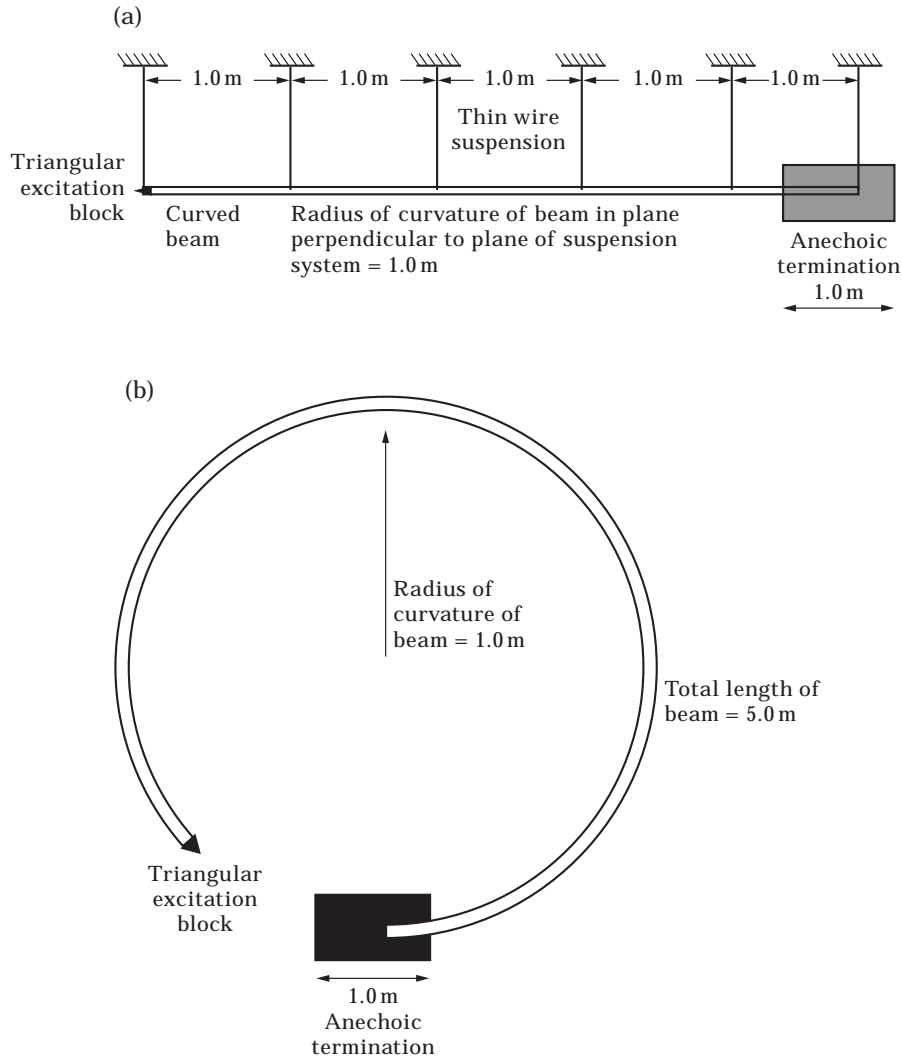 (a)
1.0 m 1.0 m 1.0 m 1.0 m 1.0 m
Thin wire
suspension
Triangular
excitation
block
Curved
beam
Radius of curvature of beam in plane
perpendicular to plane of suspension
system = 1.0 m
Anechoic
termination
1.0 m
(b)
Radius of
curvature of
beam = 1.0 m
Total length of
beam = 5.0 m
Triangular
excitation
block
1.0 m
Anechoic
termination